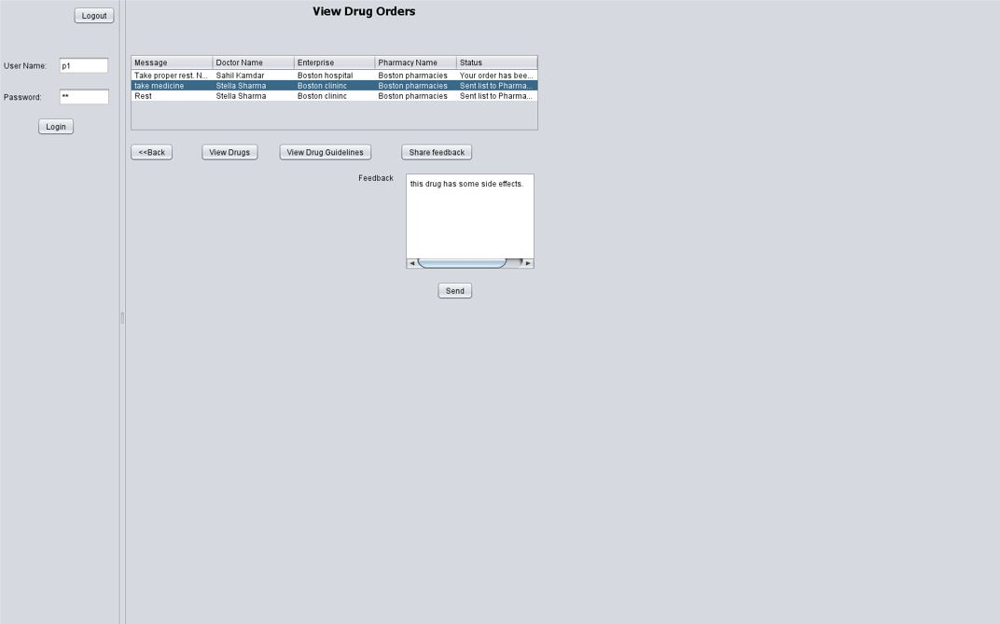 View Drug Orders
Logout
User Name: p1
Password: **
Login
Message Doctor Name Enterprise Pharmacy Name Status
Take proper rest. N... Sahil Kamdar Boston hospital Boston pharmacies Your order has bee...
take medicine Stella Sharma Boston clininc Boston pharmacies Sent list to Pharma...
Rest Stella Sharma Boston clininc Boston pharmacies Sent list to Pharma...
<<Back View Drugs View Drug Guidelines Share feedback
Feedback this drug has some side effects.
Send